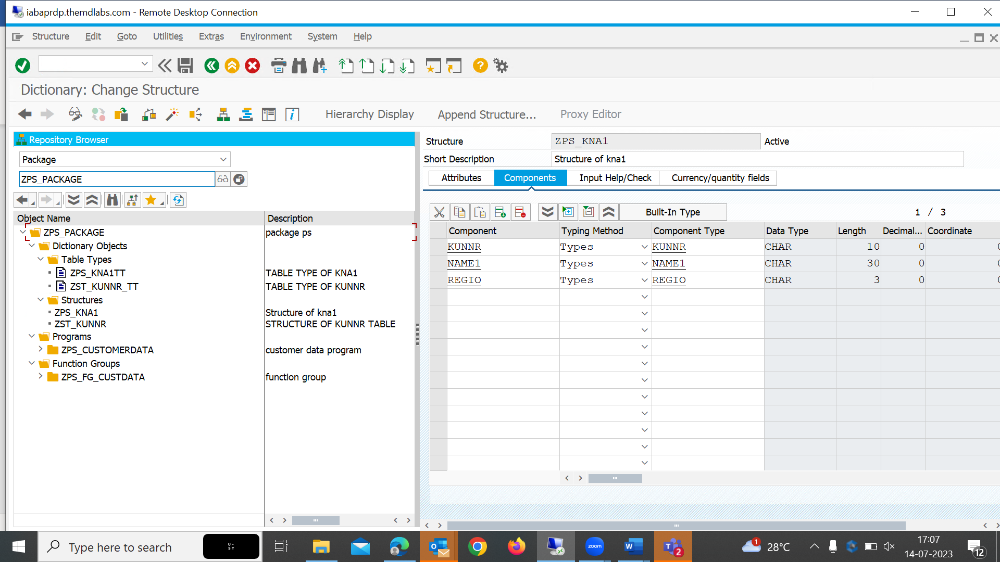 iabaprdp.themdlabs.com - Remote Desktop Connection
Structure Edit Goto Utilities Extras Environment System Help
Dictionary: Change Structure
Hierarchy Display Append Structure... Proxy Editor
Repository Browser
Package
ZPS_PACKAGE
Object Name Description
ZPS_PACKAGE package ps
Dictionary Objects
Table Types
ZPS_KNA1TT TABLE TYPE OF KNA1
ZST_KUNNR_TT TABLE TYPE OF KUNNR
Structures
ZPS_KNA1 Structure of kna1
ZST_KUNNR STRUCTURE OF KUNNR TABLE
Programs
ZPS_CUSTOMERDATA customer data program
Function Groups
ZPS_FG_CUSTDATA function group
Structure ZPS_KNA1 Active
Short Description Structure of kna1
Attributes Components Input Help/Check Currency/quantity fields
Built-In Type 1 / 3
Component Typing Method Component Type Data Type Length Decimal... Coordinate
KUNNR Types KUNNR CHAR 10 0
NAME1 Types NAME1 CHAR 30 0
REGIO Types REGIO CHAR 3 0
Type here to search
zoom
2
1
28°C
17:07
14-07-2023
12